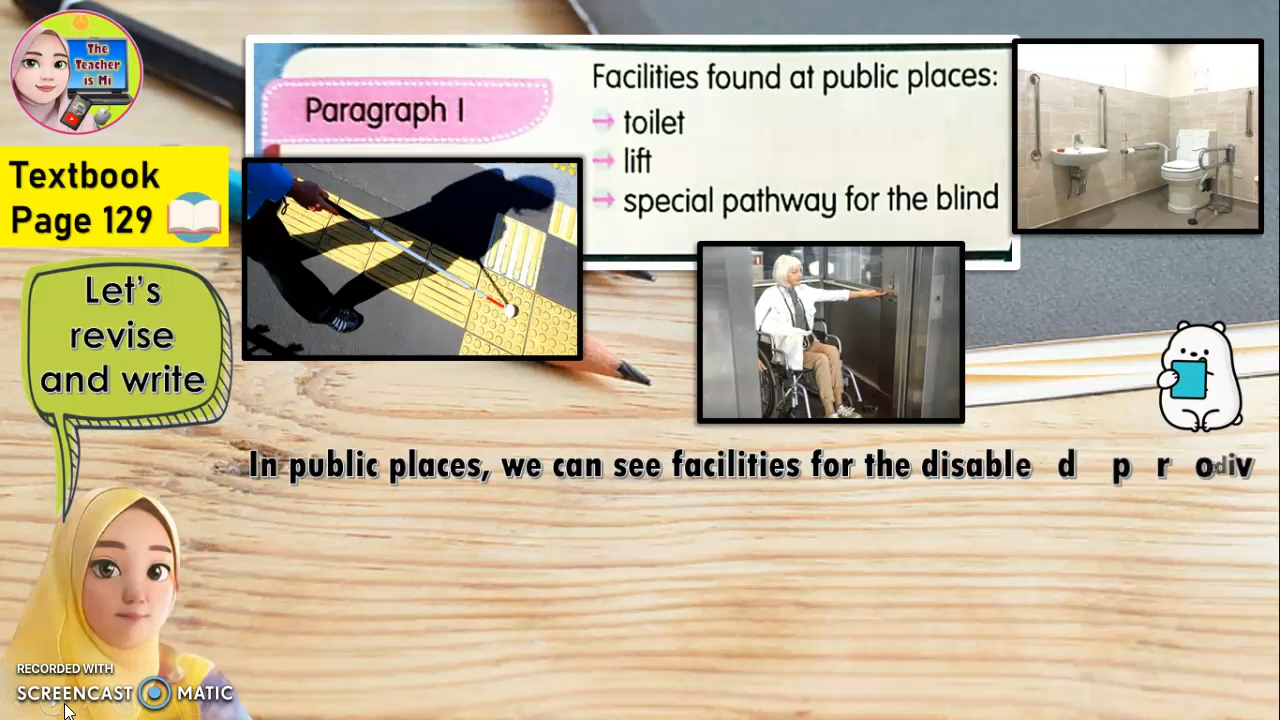 The
Teacher
is Mi
Textbook
Page 129
Let's
revise
and write
Paragraph 1
Facilities found at public places:
→ toilet
→ lift
→ special pathway for the blind
In public places, we can see facilities for the disable d p r o
RECORDED WITH
SCREENCAST MATIC